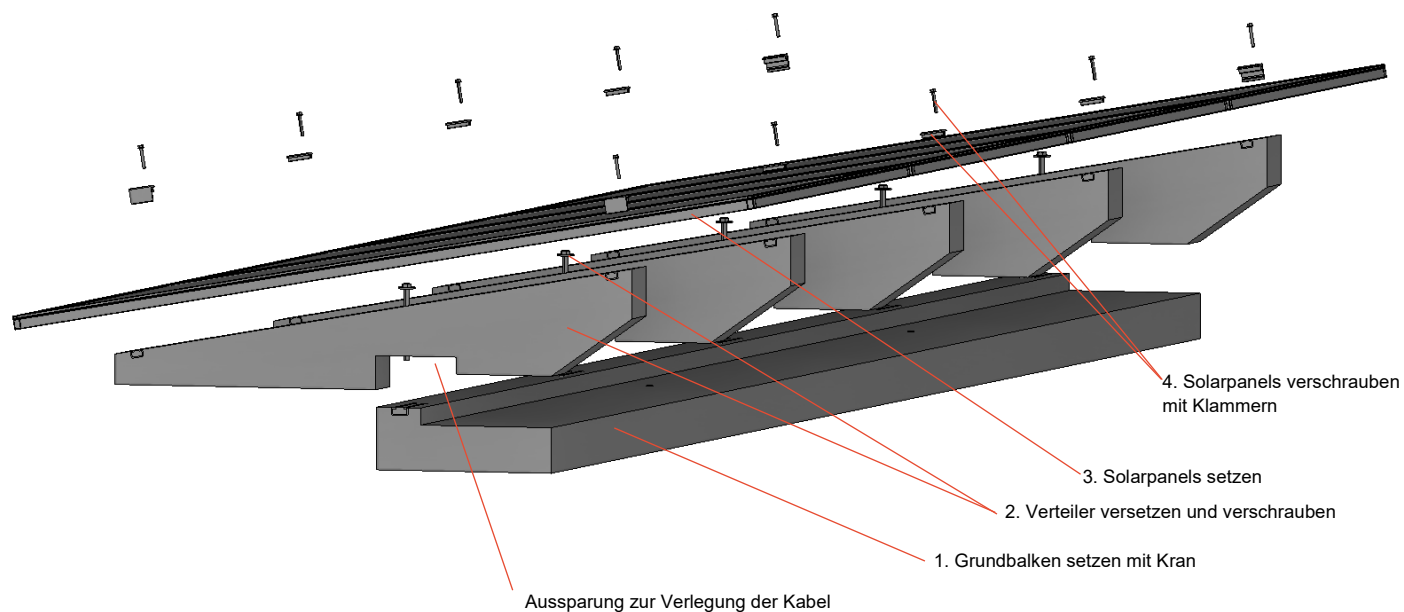 4. Solarpanels verschrauben
mit Klammern
3. Solarpanels setzen
2. Verteiler versetzen und verschrauben
1. Grundbalken setzen mit Kran
Aussparung zur Verlegung der Kabel